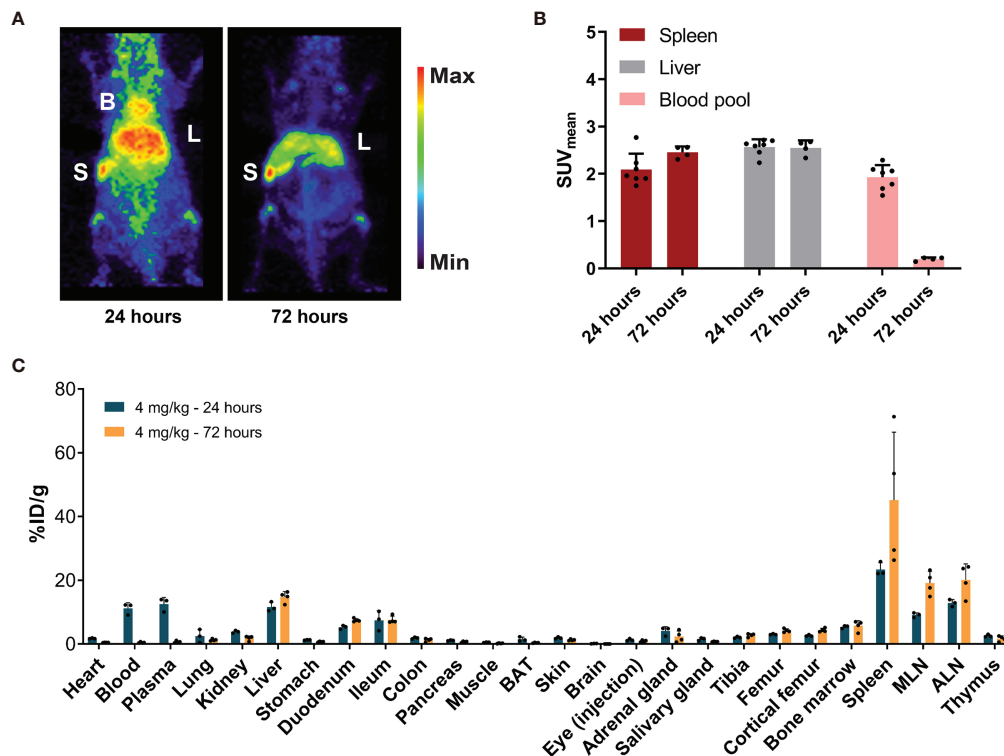 A
B
L
S
24 hours
L
S
72 hours
Max
Min
B
SUVmean
5
4
3
2
1
0
Spleen
Liver
Blood pool
24 hours
72 hours
24 hours
72 hours
24 hours
72 hours
C
%ID/g
80
60
40
20
0
4 mg/kg - 24 hours
4 mg/kg - 72 hours
Heart
Blood
Plasma
Lung
Kidney
Liver
Stomach
Duodenum
Ileum
Colon
Pancreas
Muscle
BAT
Skin
Brain
Eye (injection)
Adrenal gland
Salivary gland
Tibia
Femur
Cortical femur
Bone marrow
Spleen
MLN
ALN
Thymus